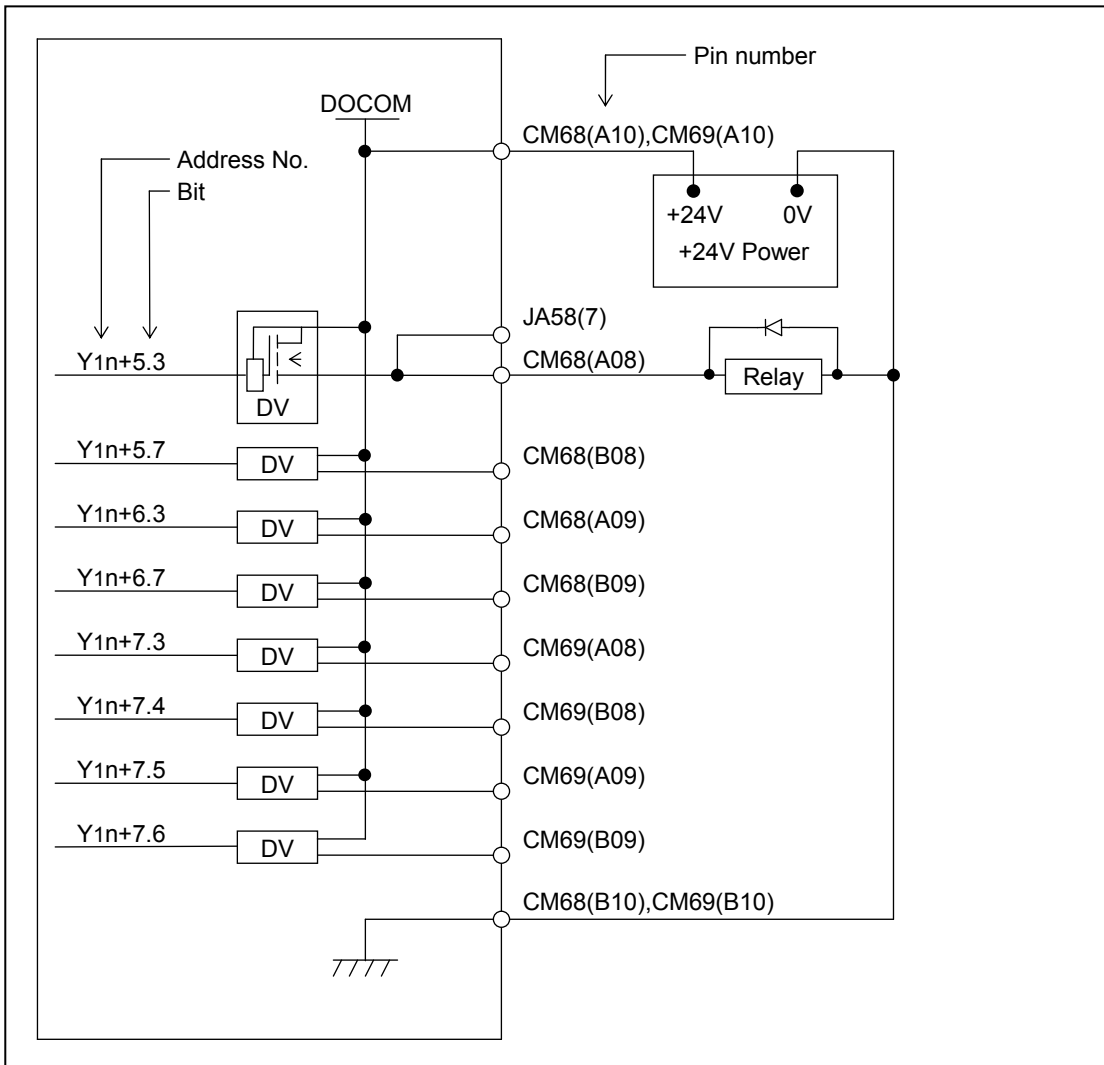 Pin number
DOCOM
CM68(A10),CM69(A10)
Address No.
Bit
+24V 0V
+24V Power
JA58(7)
Y1n+5.3
CM68(A08)
Relay
DV
Y1n+5.7
DV
CM68(B08)
Y1n+6.3
DV
CM68(A09)
Y1n+6.7
DV
CM68(B09)
Y1n+7.3
DV
CM69(A08)
Y1n+7.4
DV
CM69(B08)
Y1n+7.5
DV
CM69(A09)
Y1n+7.6
DV
CM69(B09)
CM68(B10),CM69(B10)